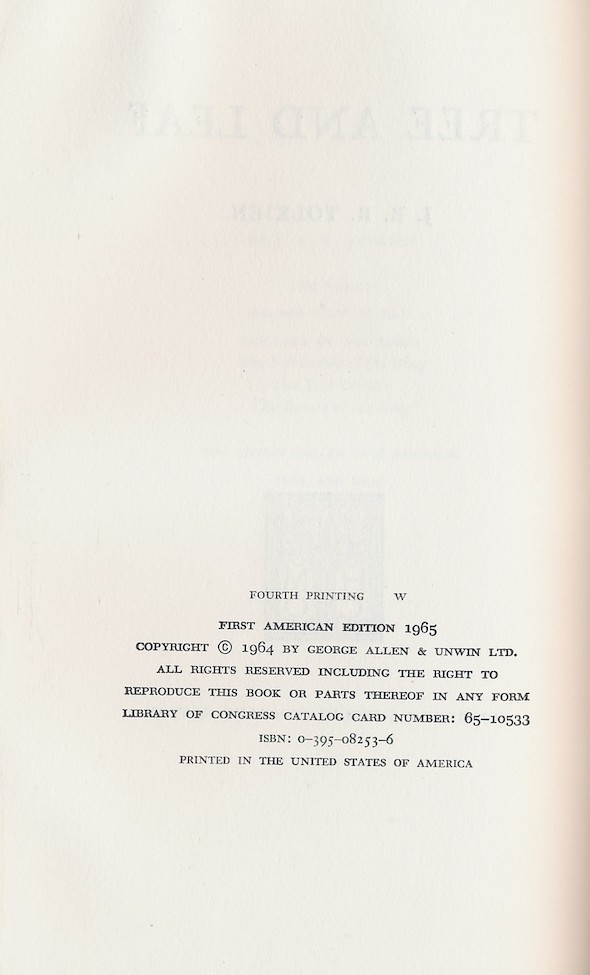 FOURTH PRINTING W
FIRST AMERICAN EDITION 1965
COPYRIGHT © 1964 BY GEORGE ALLEN & UNWIN LTD.
ALL RIGHTS RESERVED INCLUDING THE RIGHT TO
REPRODUCE THIS BOOK OR PARTS THEREOF IN ANY FORM
LIBRARY OF CONGRESS CATALOG CARD NUMBER: 65–10533
ISBN: 0–395–08253–6
PRINTED IN THE UNITED STATES OF AMERICA